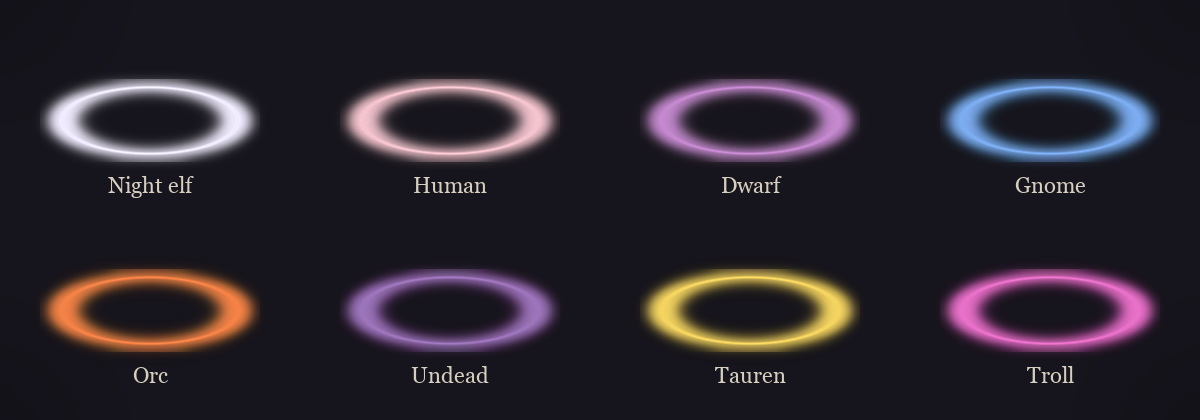 Night elf
Human
Dwarf
Gnome
Orc
Undead
Tauren
Troll